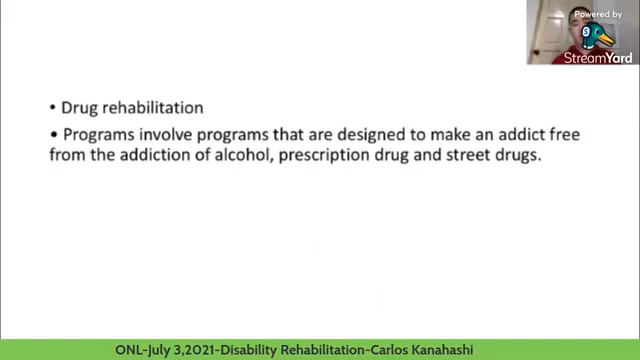 Powered by
StreamYard
• Drug rehabilitation
• Programs involve programs that are designed to make an addict free
from the addiction of alcohol, prescription drug and street drugs.
ONL-July 3,2021-Disability Rehabilitation-Carlos Kanahashi